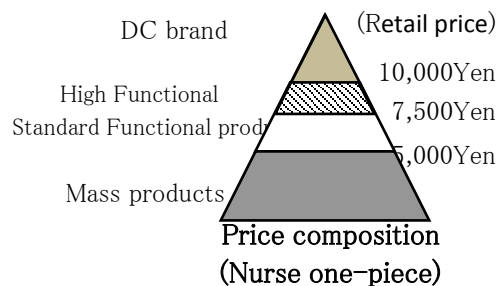 DC brand
(Retail price)
10,000Yen
High Functional
7,500Yen
Standard Functional
5,000Yen
Mass products
Price composition
(Nurse one-piece)